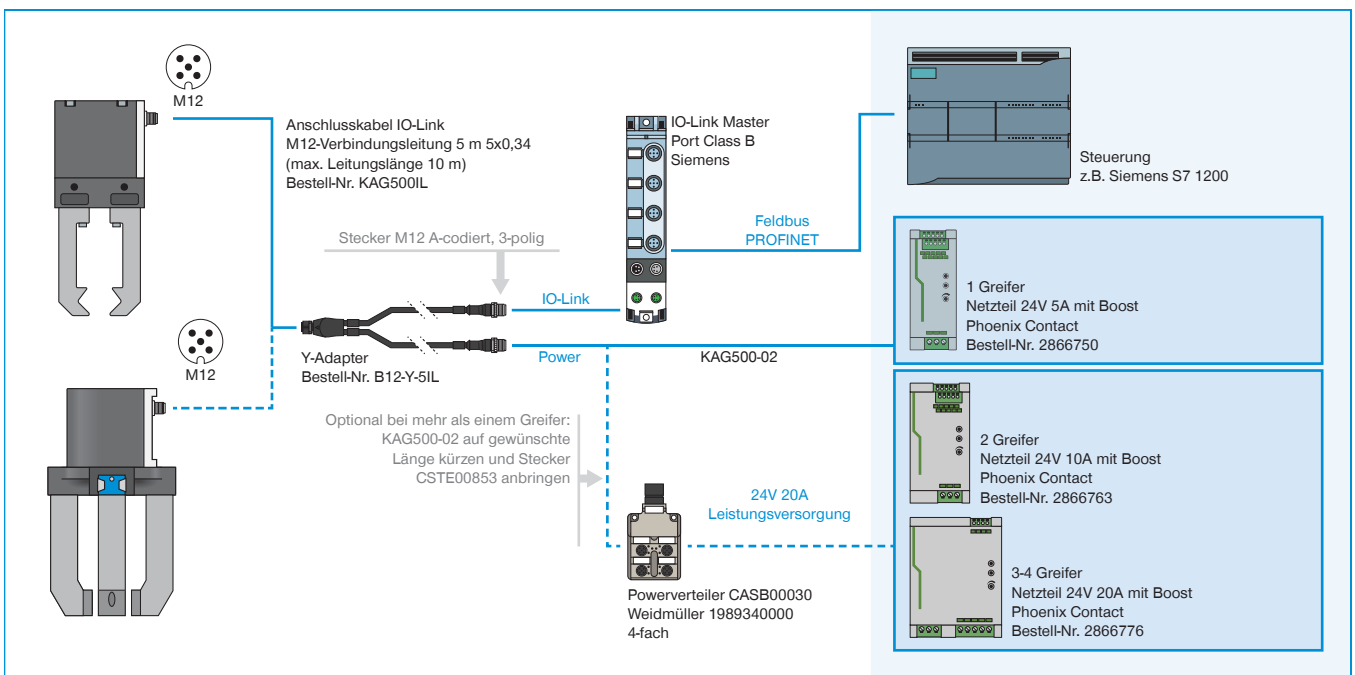 M12
Anschlusskabel IO-Link
M12-Verbindungsleitung 5 m 5x0,34
(max. Leitungslänge 10 m)
Bestell-Nr. KAG500IL
IO-Link Master
Port Class B
Siemens
Steuerung
z.B. Siemens S7 1200
Feldbus
PROFINET
Stecker M12 A-codiert, 3-polig
IO-Link
Power
KAG500-02
Y-Adapter
Bestell-Nr. B12-Y-5IL
M12
1 Greifer
Netzteil 24V 5A mit Boost
Phoenix Contact
Bestell-Nr. 2866750
Optional bei mehr als einem Greifer:
KAG500-02 auf gewünschte
Länge kürzen und Stecker
CSTE00853 anbringen
2 Greifer
Netzteil 24V 10A mit Boost
Phoenix Contact
Bestell-Nr. 2866763
24V 20A
Leistungsversorgung
3-4 Greifer
Netzteil 24V 20A mit Boost
Phoenix Contact
Bestell-Nr. 2866776
Powerverteiler CASB00030
Weidmüller 1989340000
4-fach